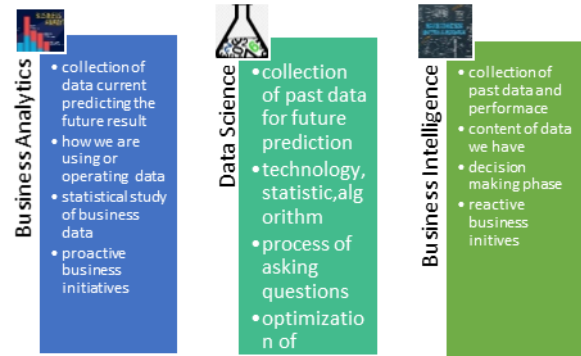 Business Analytics
• collection of
data current
predicting the
future result
• how we are
using or
operating data
• statistical study
of business
data
• proactive
business
initiatives
Data Science
• collection
of past data
for future
prediction
• technology,
statistic,alg
orithm
• process of
asking
questions
• optimizatio
n of
Business Intelligence
• collection of
past data and
performace
• content of data
we have
• decision
making phase
• reactive
business
initives